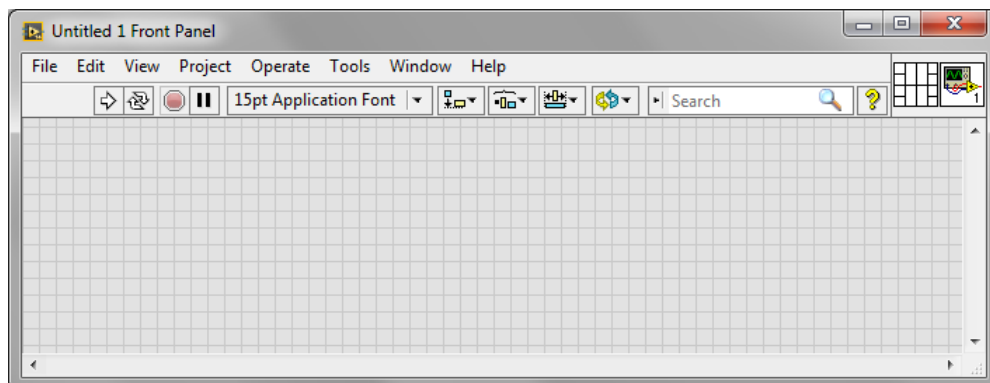 Untitled 1 Front Panel
File Edit View Project Operate Tools Window Help
15pt Application Font Search ?
1